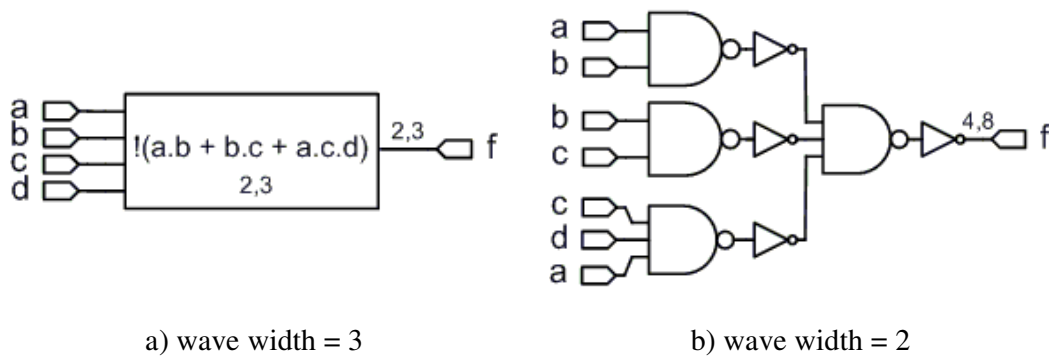 a
b
c
d
!(a.b + b.c + a.c.d)
2,3
2,3
f
a) wave width = 3
a
b
b
c
c
d
a
4,8
f
b) wave width = 2